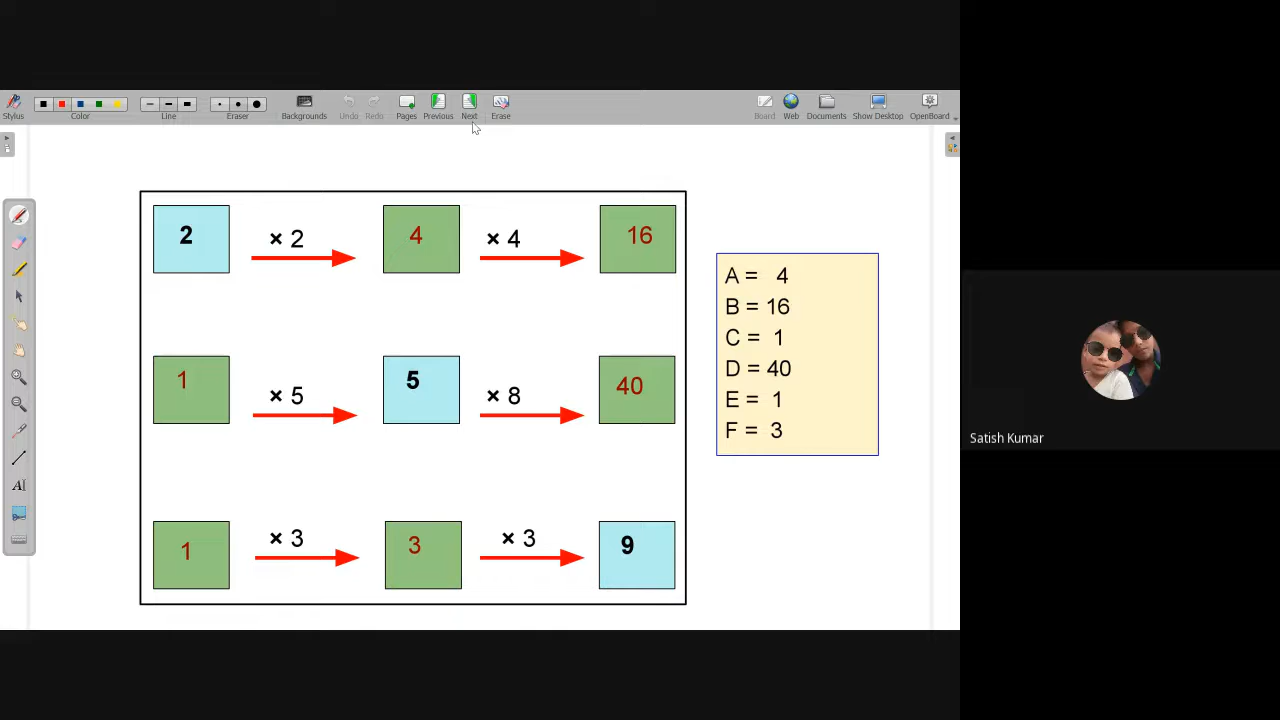 Stylus Color Line Eraser Backgrounds Undo Redo Pages Previous Next Erase Board Web Documents Show Desktop OpenBoard
2 × 2 4 × 4 16
A = 4
B = 16
C = 1
D = 40
E = 1
F = 3
1 × 5 5 × 8 40
1 × 3 3 × 3 9
AI
Satish Kumar